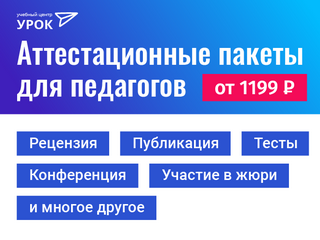 учебный центр
УРОК
Аттестационные пакеты
для педагогов
от 1199 ₽
Рецензия
Публикация
Тесты
Конференция
Участие в жюри
и многое другое